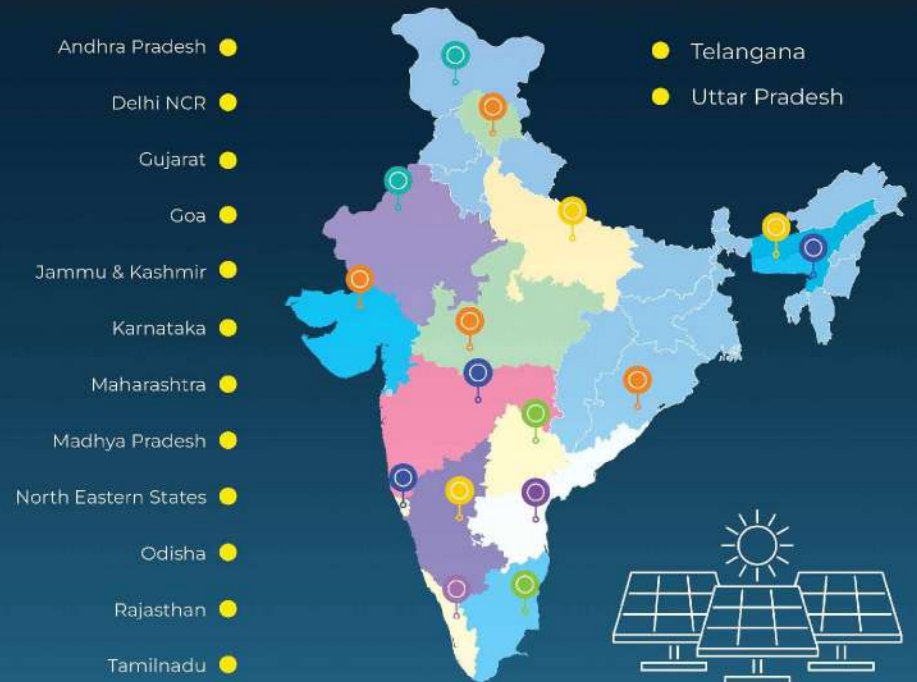 Andhra Pradesh
Delhi NCR
Gujarat
Goa
Jammu & Kashmir
Karnataka
Maharashtra
Madhya Pradesh
North Eastern States
Odisha
Rajasthan
Tamilnadu
Telangana
Uttar Pradesh